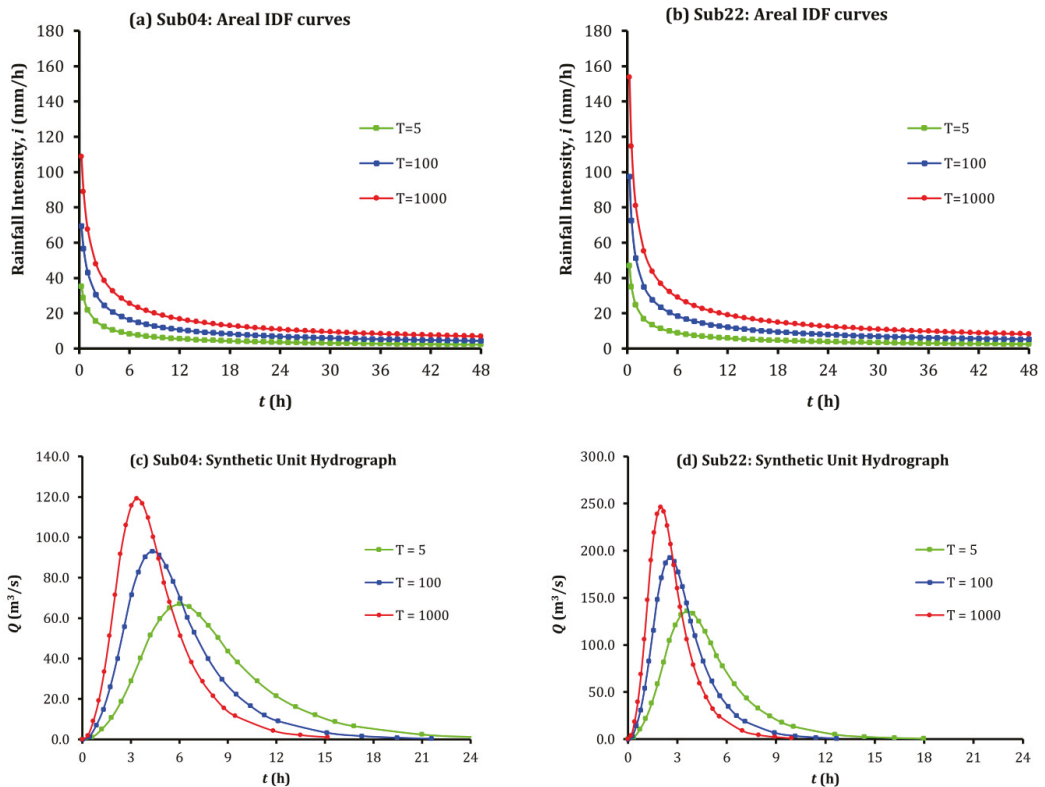 (a) Sub04: Areal IDF curves
180
160
140
120
100
80
60
40
20
0
Rainfall Intensity, i (mm/h)
T=5
T=100
T=1000
0 6 12 18 24 30 36 42 48
t (h)
(b) Sub22: Areal IDF curves
180
160
140
120
100
80
60
40
20
0
Rainfall Intensity, i (mm/h)
T=5
T=100
T=1000
0 6 12 18 24 30 36 42 48
t (h)
(c) Sub04: Synthetic Unit Hydrograph
140.0
120.0
100.0
80.0
60.0
40.0
20.0
0.0
Q (m³/s)
T = 5
T = 100
T = 1000
0 3 6 9 12 15 18 21 24
t (h)
(d) Sub22: Synthetic Unit Hydrograph
300.0
250.0
200.0
150.0
100.0
50.0
0.0
Q (m³/s)
T = 5
T = 100
T = 1000
0 3 6 9 12 15 18 21 24
t (h)